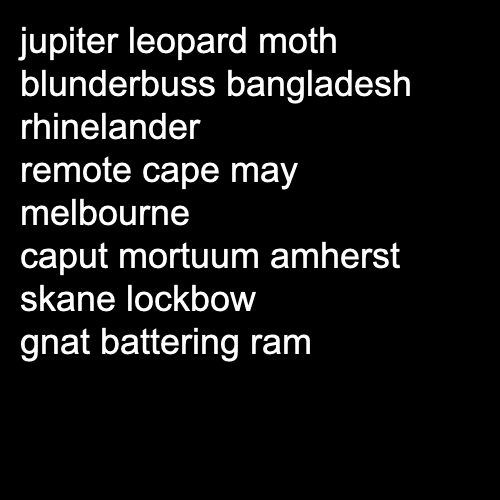 jupiter leopard moth
blunderbuss bangladesh
rhinelander
remote cape may
melbourne
caput mortuum amherst
skane lockbow
gnat battering ram